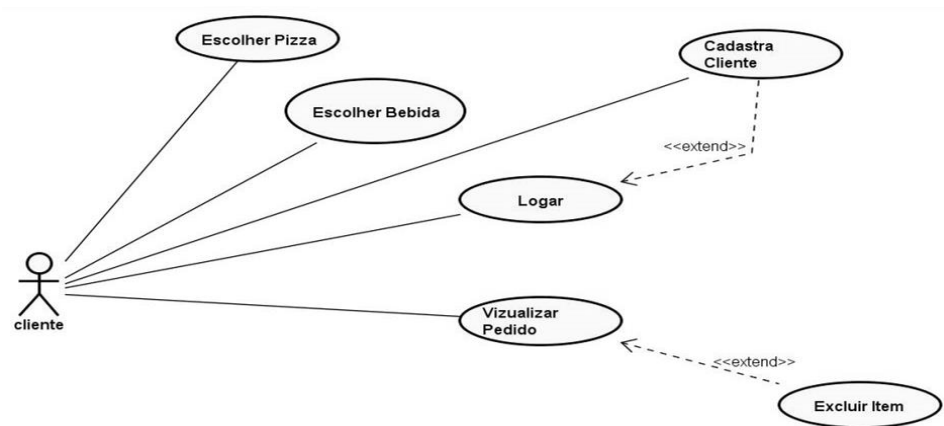 Escolher Pizza
Cadastra
Cliente
Escolher Bebida
<<extend>>
Logar
cliente
Vizualizar
Pedido
<<extend>>
Excluir Item